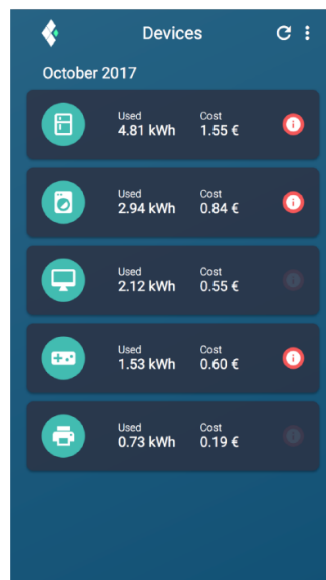 Devices
October 2017
Used Cost
4.81 kWh 1.55 €
Used Cost
2.94 kWh 0.84 €
Used Cost
2.12 kWh 0.55 €
Used Cost
1.53 kWh 0.60 €
Used Cost
0.73 kWh 0.19 €